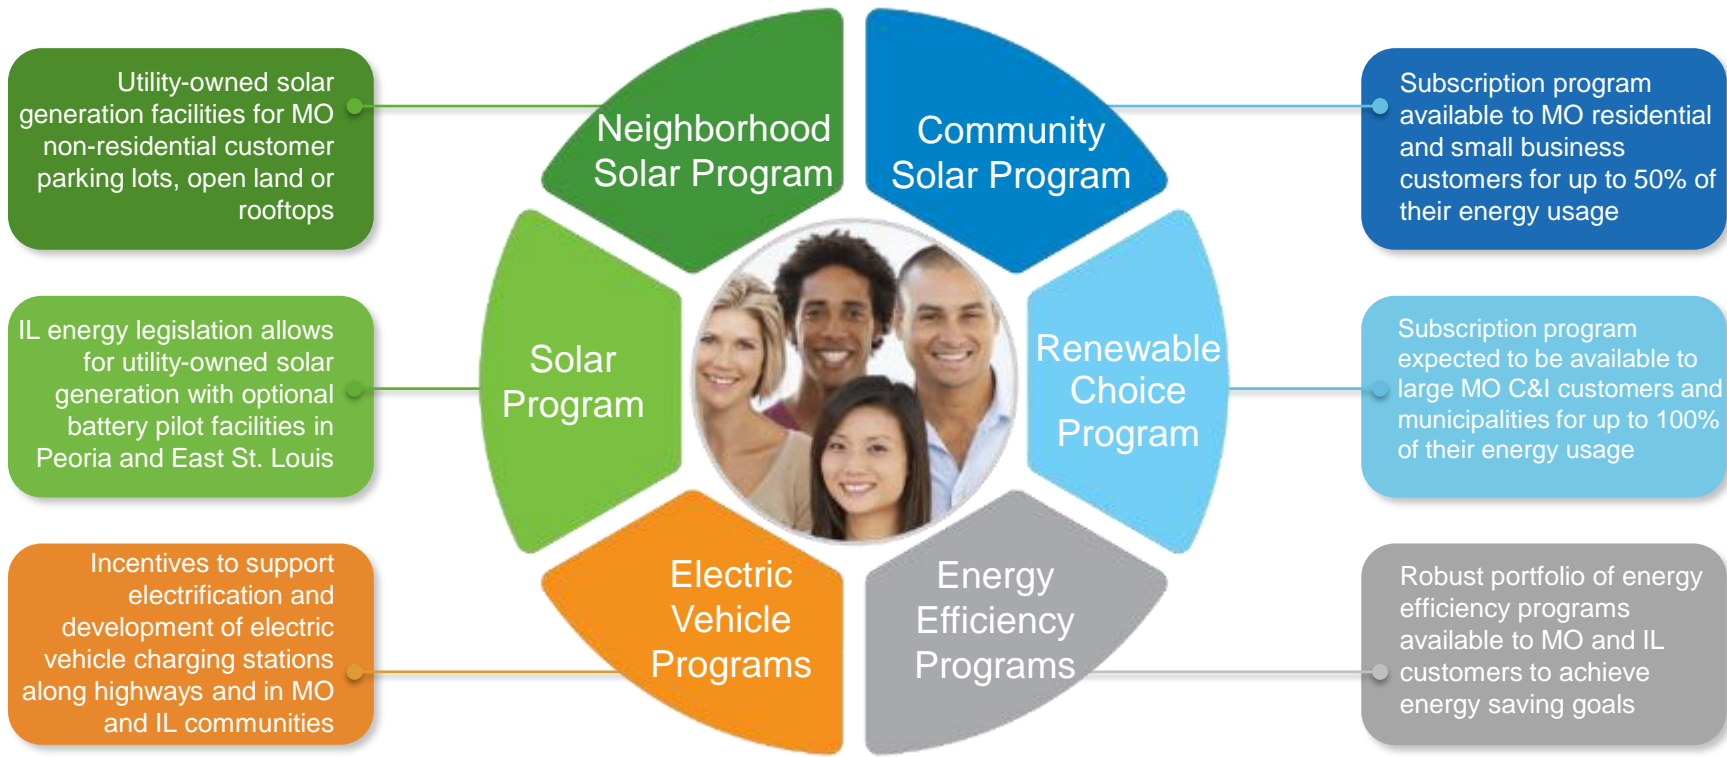 Utility-owned solar
generation facilities for MO
non-residential customer
parking lots, open land or
rooftops
Neighborhood
Solar Program
Community
Solar Program
Subscription program
available to MO residential
and small business
customers for up to 50% of
their energy usage
IL energy legislation allows
for utility-owned solar
generation with optional
battery pilot facilities in
Peoria and East St. Louis
Solar
Program
Renewable
Choice
Program
Subscription program
expected to be available to
large MO C&I customers and
municipalities for up to 100%
of their energy usage
Incentives to support
electrification and
development of electric
vehicle charging stations
along highways and in MO
and IL communities
Electric
Vehicle
Programs
Energy
Efficiency
Programs
Robust portfolio of energy
efficiency programs
available to MO and IL
customers to achieve
energy saving goals